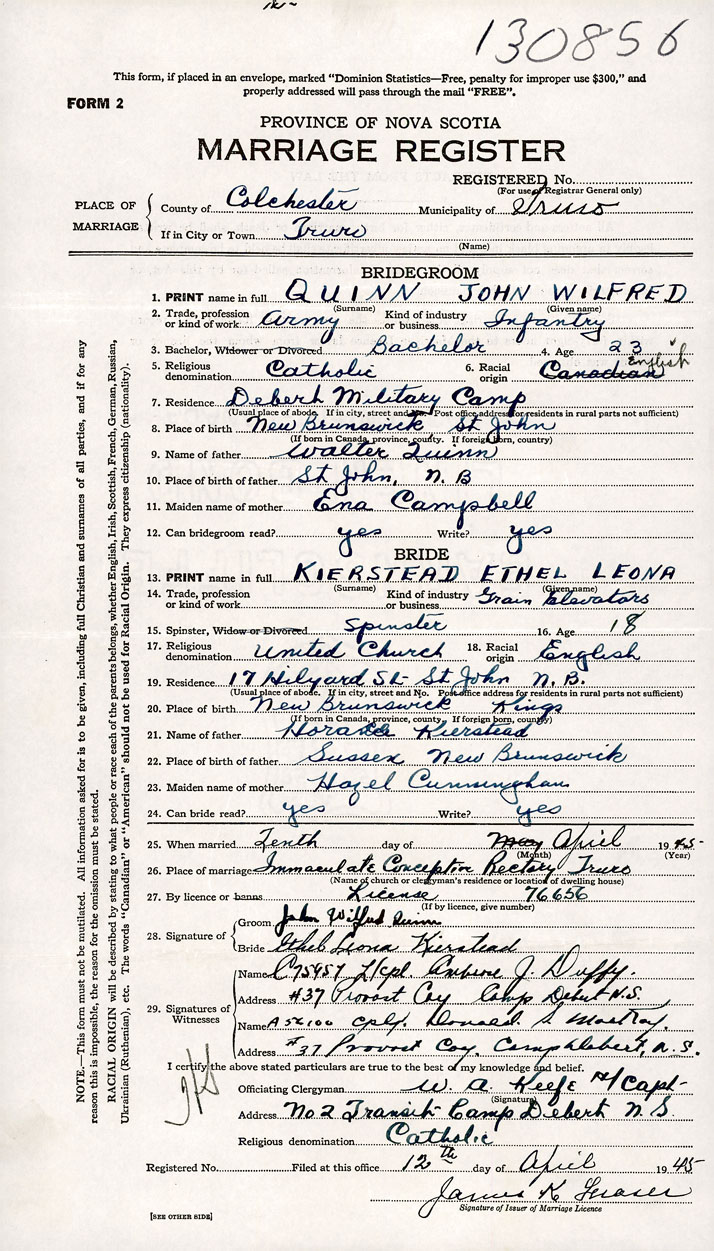 130856
This form, if placed in an envelope, marked "Dominion Statistics—Free, penalty for improper use $300," and
properly addressed will pass through the mail "FREE".
FORM 2
PROVINCE OF NOVA SCOTIA
MARRIAGE REGISTER
REGISTERED No.
(For use of Registrar General only)
PLACE OF MARRIAGE
County of Colchester Municipality of Truro
If in City or Town Truro
(Name)
BRIDEGROOM
1. PRINT name in full QUINN JOHN WILFRED
(Surname) (Given name)
2. Trade, profession or kind of work Army Kind of industry or business Infantry
3. Bachelor, Widower or Divorced Bachelor 4. Age 23
5. Religious denomination Catholic 6. Racial origin Canadian English
7. Residence Debert Military Camp
(Usual place of abode. If in city, street and No. Post office address for residents in rural parts not sufficient)
8. Place of birth New Brunswick St John
(If born in Canada, province, county. If foreign born, country)
9. Name of father Walter Quinn
10. Place of birth of father St John, N.B
11. Maiden name of mother Ena Campbell
12. Can bridegroom read? yes Write? yes
BRIDE
13. PRINT name in full KIERSTEAD ETHEL LEONA
(Surname) (Given name)
14. Trade, profession or kind of work Kind of industry or business Grain Elevators
15. Spinster, Widow or Divorced Spinster 16. Age 18
17. Religious denomination United Church 18. Racial origin English
19. Residence 17 Hilyard St- St John N.B.
(Usual place of abode. If in city, street and No. Post office address for residents in rural parts not sufficient)
20. Place of birth New Brunswick Kings
(If born in Canada, province, county. If foreign born, country)
21. Name of father Horace Kierstead
22. Place of birth of father Sussex New Brunswick
23. Maiden name of mother Hazel Cunningham
24. Can bride read? yes Write? yes
25. When married Tenth day of May April 1945
(Month) (Year)
26. Place of marriage Immaculate Conception Rectory Truro
(Name of church or clergyman's residence or location of dwelling house)
27. By licence or banns License 76656
(If by licence, give number)
28. Signature of
Groom John Wilfred Quinn
Bride Ethel Leona Kierstead
29. Signatures of Witnesses
Name C75957 L/cpl. Ambrose J. Duffy.
Address #37 Provost Coy Camp Debert N.S.
Name A56100 cpl. Donald S.
Address #37 Provost Coy, Camp Debert, N.S.
I certify the above stated particulars are true to the best of my knowledge and belief.
Officiating Clergyman W. A. Keefe H/Capt-
(Signature)
Address No 2 Transit Camp Debert N.S.
Religious denomination Catholic
Registered No. Filed at this office 12th day of April 1945
James K Fraser
Signature of Issuer of Marriage Licence
[SEE OTHER SIDE]
NOTE.—This form must not be mutilated. All information asked for is to be given, including full Christian and surnames of all parties, and if for any
reason this is impossible, the reason for the omission must be stated.
RACIAL ORIGIN will be described by stating to what people or race each of the parents belongs, whether English, Irish, Scottish, French, German, Russian,
Ukrainian (Ruthenian), etc. The words "Canadian" or "American" should not be used for Racial Origin. They express citizenship (nationality).